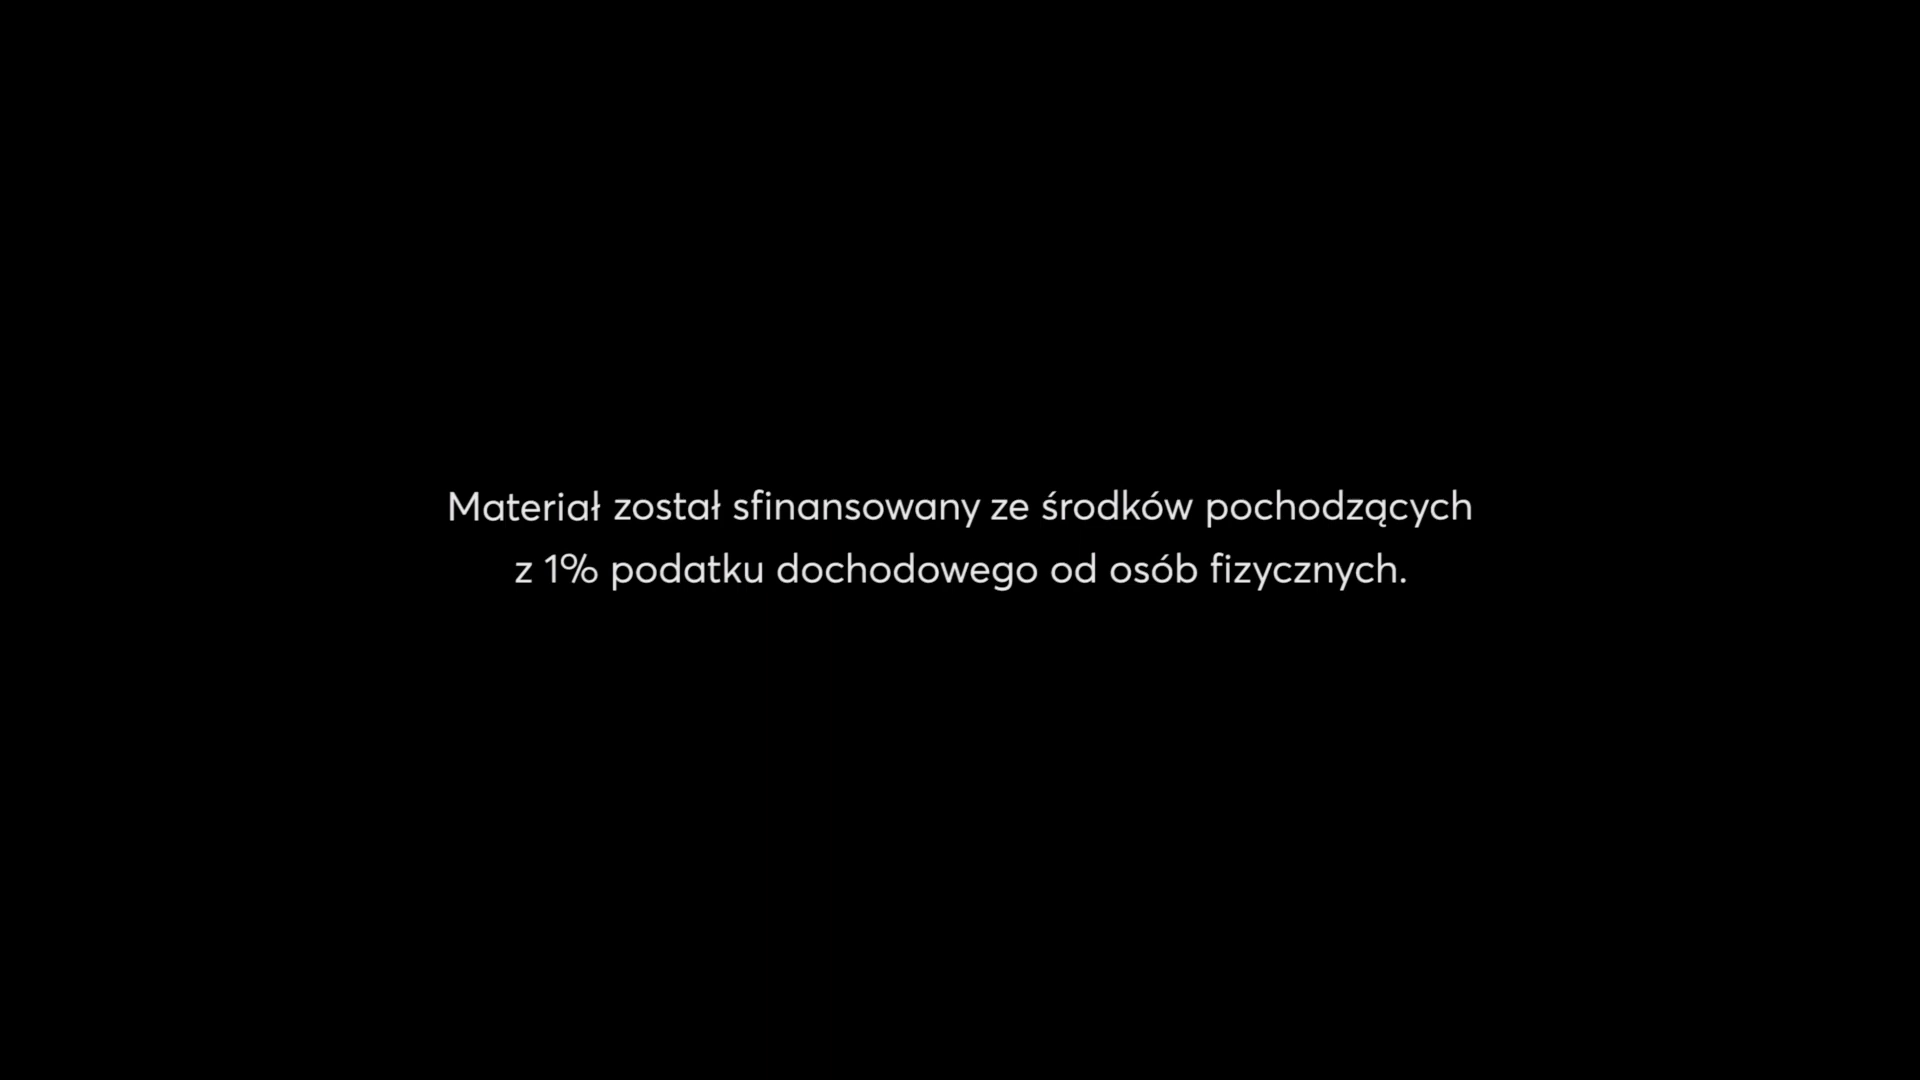 Materiał został sfinansowany ze środków pochodzących
z 1% podatku dochodowego od osób fizycznych.